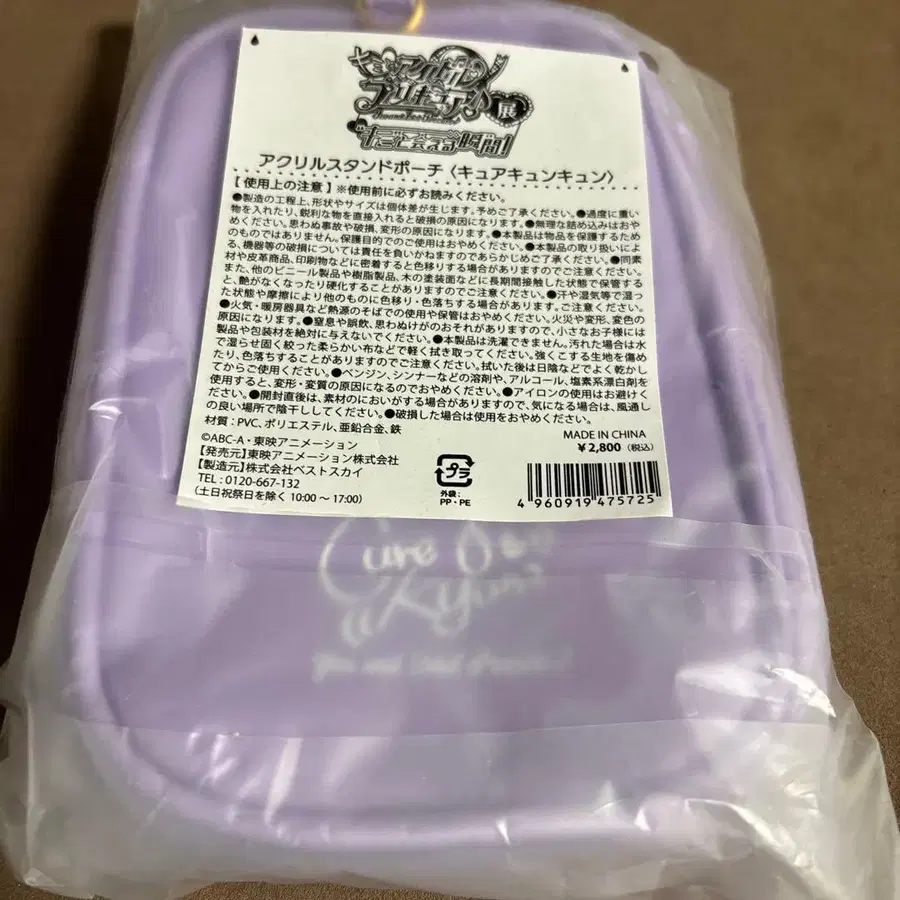 アイドル
プリキュア♪
展
キミと会える瞬間!
アクリルスタンドポーチ〈キュアキュンキュン〉
【使用上の注意】※使用前に必ずお読みください。
●製造の工程上、形状やサイズは個体差が生じます。予めご了承ください。●過度に重い
物を入れたり、鋭利な物を直接入れると破損の原因になります。●無理な詰め込みはおや
めください。思わぬ事故や破損、変形の原因になります。●本製品は物品を保護するため
のものではありません。保護目的でのご使用はおやめください。●本製品の取り扱いによ
る、機器等の破損については責任を負いかねますのであらかじめご了承ください。●同素
材や皮革商品、印刷物などに密着すると色移りする場合がありますのでご注意ください。
また、他のビニール製品や樹脂製品、木の塗装面などに長期間接触した状態で保管する
と、艶がなくなったり硬化することがありますのでご注意ください。●汗や湿気等で湿っ
た状態や摩擦により他のものに色移り・色落ちする場合があります。ご注意ください。
●火気・暖房器具など熱源のそばでの使用や保管はおやめください。火災や変形、変色の
原因になります。●窒息や誤飲、思わぬけがのおそれがありますので、小さなお子様には
製品や包装材を絶対に与えないでください。●本製品は洗濯できません。汚れた場合は水
で湿らせ固く絞った柔らかい布などで軽く拭き取ってください。強くこする生地を傷め
たり、色落ちすることがありますのでご注意ください。拭いた後は日陰などでよく乾かし
てからご使用ください。●ベンジン、シンナーなどの溶剤や、アルコール、塩素系漂白剤を
使用すると、変形・変質の原因になるのでおやめください。●アイロンの使用はお避けく
ださい。●開封直後は、素材のにおいがする場合がありますが、気になる場合は、風通し
の良い場所で陰干ししてください。●破損した場合は使用をおやめください。
材質：PVC、ポリエステル、亜鉛合金、鉄
©ABC-A・東映アニメーション
【発売元】東映アニメーション株式会社
【製造元】株式会社ベストスカイ
TEL：0120-667-132
（土日祝祭日を除く 10:00〜17:00）
MADE IN CHINA
¥2,800（税込）
プラ
外袋：
PP・PE
4 960919 475725
Cure
Kyun